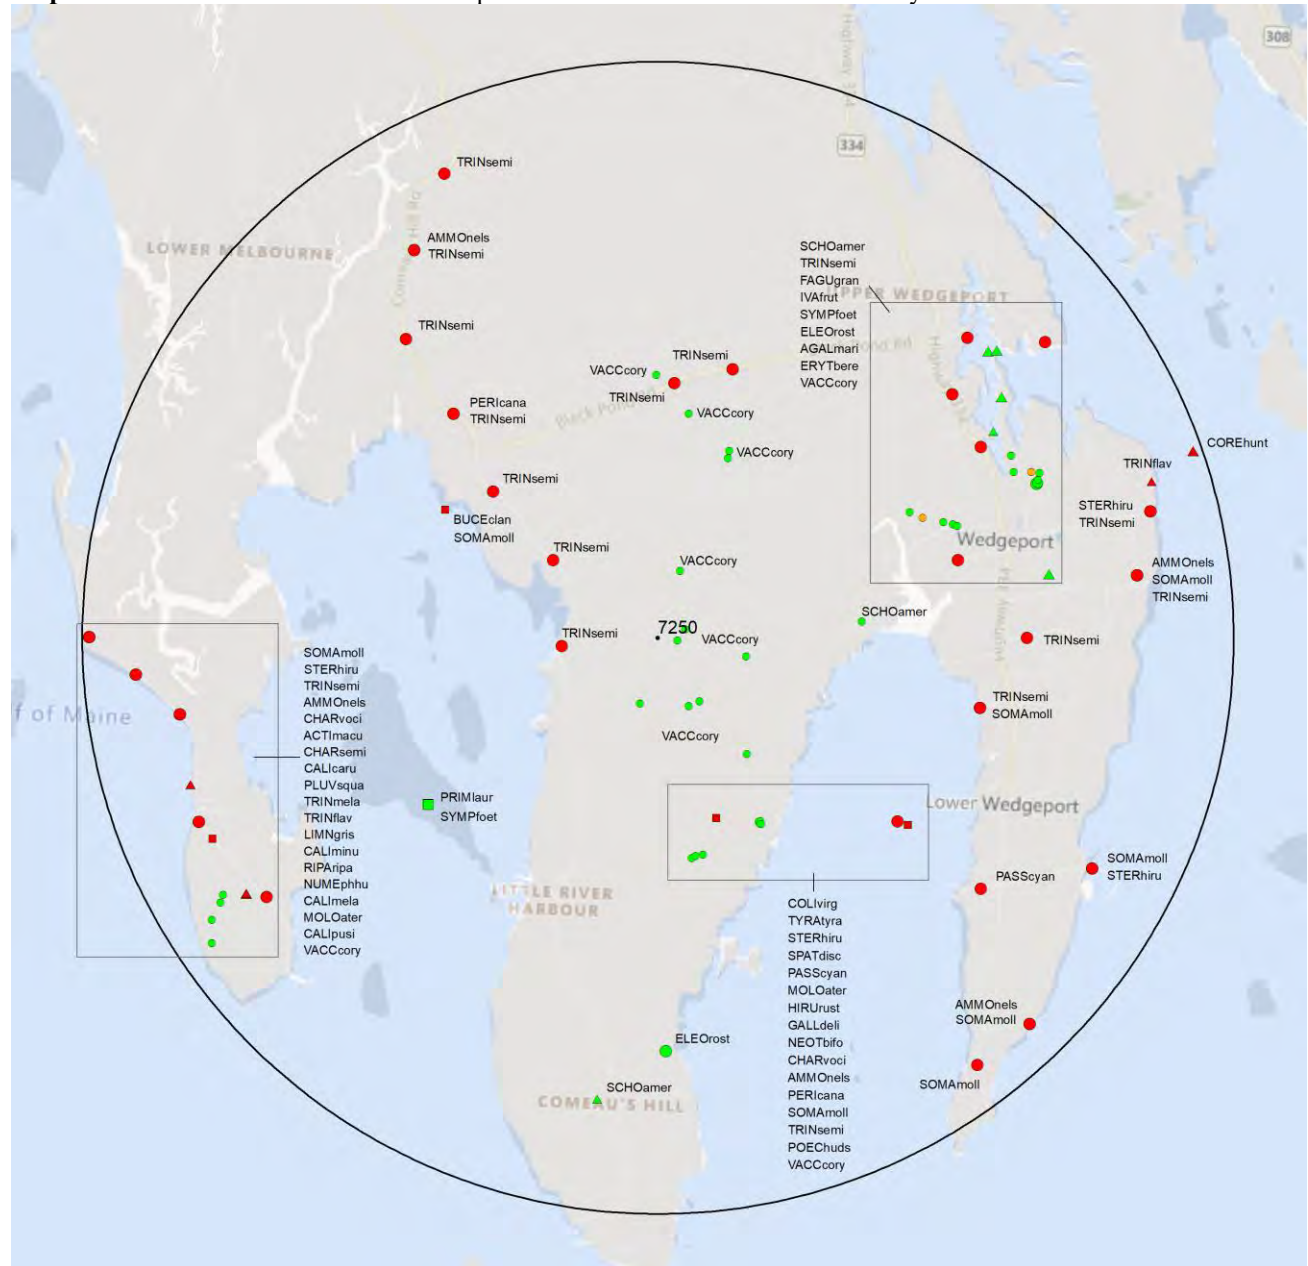 308
Highway 334
334
TRINsemi
AMMOnels
TRINsemi
LOWER MELBOURNE
SCHOamer
TRINsemi
FAGUgran
IVAfrut
SYMPfoet
ELEOrost
AGALmari
ERYTbere
VACCcory
UPPER WEDGEPORT
TRINsemi
TRINsemi
VACCcory
TRINsemi
Black Pond Rd
PERIcana
TRINsemi
VACCcory
VACCcory
COREhunt
TRINflav
TRINsemi
STERhiru
TRINsemi
BUCEclan
SOMAmoll
Wedgeport
TRINsemi
VACCcory
AMMOnels
SOMAmoll
TRINsemi
SCHOamer
7250
TRINsemi
VACCcory
TRINsemi
SOMAmoll
STERhiru
TRINsemi
AMMOnels
CHARvoci
ACTImacu
CHARsemi
CALIcaru
PLUVsqua
TRINmela
TRINflav
LIMNgris
CALIminu
RIPAripa
NUMEphhu
CALImela
MOLOater
CALIpusi
VACCcory
f of Maine
TRINsemi
SOMAmoll
VACCcory
PRIMlaur
SYMPfoet
Lower Wedgeport
SOMAmoll
STERhiru
PASScyan
LITTLE RIVER
HARBOUR
COLIvirg
TYRAtyra
STERhiru
SPATdisc
PASScyan
MOLOater
HIRUrust
GALLdeli
NEOTbifo
CHARvoci
AMMOnels
PERIcana
SOMAmoll
TRINsemi
POEChuds
VACCcory
AMMOnels
SOMAmoll
ELEOrost
SOMAmoll
SCHOamer
COMEAU'S HILL